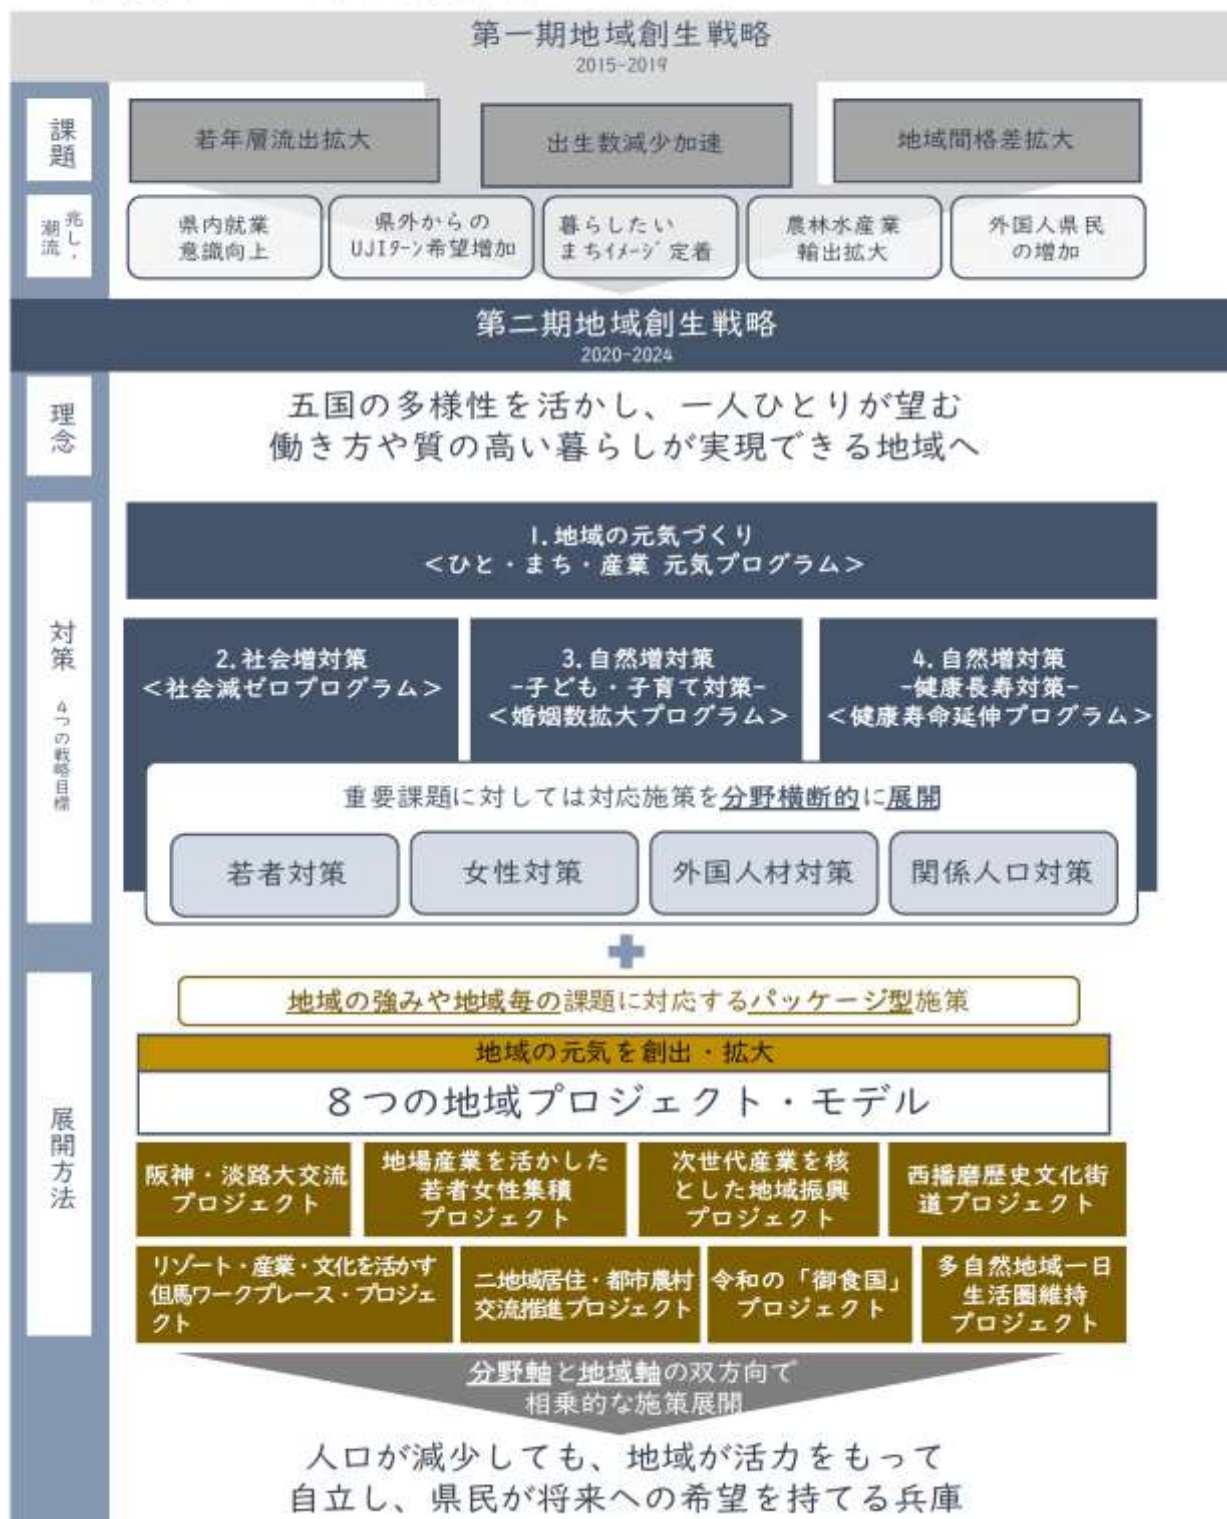 第一期地域創生戦略
2015-2019
課題
若年層流出拡大
出生数減少加速
地域間格差拡大
兆し・
潮流
県内就業
意識向上
県外からの
UJIターン希望増加
暮らしたい
まちイメージ定着
農林水産業
輸出拡大
外国人県民
の増加
第二期地域創生戦略
2020-2024
理念
五国の多様性を活かし、一人ひとりが望む
働き方や質の高い暮らしが実現できる地域へ
対策 4つの戦略目標
1.地域の元気づくり
<ひと・まち・産業 元気プログラム>
2.社会増対策
<社会減ゼロプログラム>
3.自然増対策
-子ども・子育て対策-
<婚姻数拡大プログラム>
4.自然増対策
-健康長寿対策-
<健康寿命延伸プログラム>
重要課題に対しては対応施策を分野横断的に展開
若者対策
女性対策
外国人材対策
関係人口対策
展開方法
地域の強みや地域毎の課題に対応するパッケージ型施策
地域の元気を創出・拡大
8つの地域プロジェクト・モデル
阪神・淡路大交流
プロジェクト
地場産業を活かした
若者女性集積
プロジェクト
次世代産業を核
とした地域振興
プロジェクト
西播磨歴史文化街
道プロジェクト
リゾート・産業・文化を活かす
但馬ワークプレース・プロジェ
クト
二地域居住・都市農村
交流推進プロジェクト
令和の「御食国」
プロジェクト
多自然地域一日
生活圏維持
プロジェクト
分野軸と地域軸の双方向で
相乗的な施策展開
人口が減少しても、地域が活力をもって
自立し、県民が将来への希望を持てる兵庫